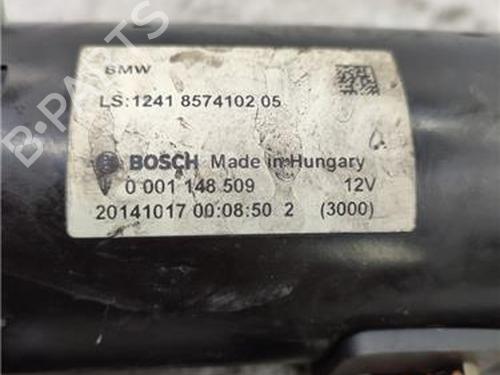 BMW
LS:1241 8574102 05
BOSCH Made in Hungary
0 001 148 509 12V
20141017 00:08:50 2 (3000)
B-PARTS